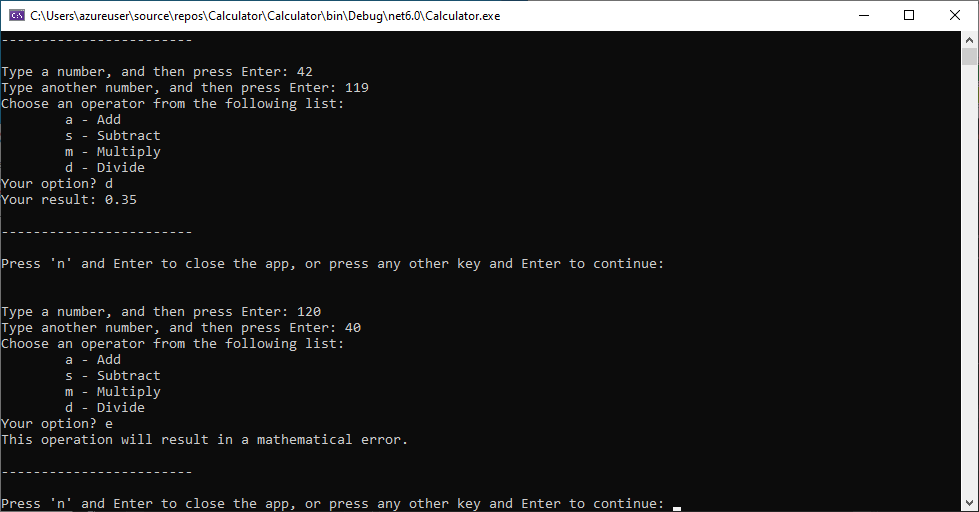 C:\Users\azureuser\source\repos\Calculator\Calculator\bin\Debug\net6.0\Calculator.exe
------------------------
Type a number, and then press Enter: 42
Type another number, and then press Enter: 119
Choose an operator from the following list:
a - Add
s - Subtract
m - Multiply
d - Divide
Your option? d
Your result: 0.35
------------------------
Press 'n' and Enter to close the app, or press any other key and Enter to continue:
Type a number, and then press Enter: 120
Type another number, and then press Enter: 40
Choose an operator from the following list:
a - Add
s - Subtract
m - Multiply
d - Divide
Your option? e
This operation will result in a mathematical error.
------------------------
Press 'n' and Enter to close the app, or press any other key and Enter to continue: